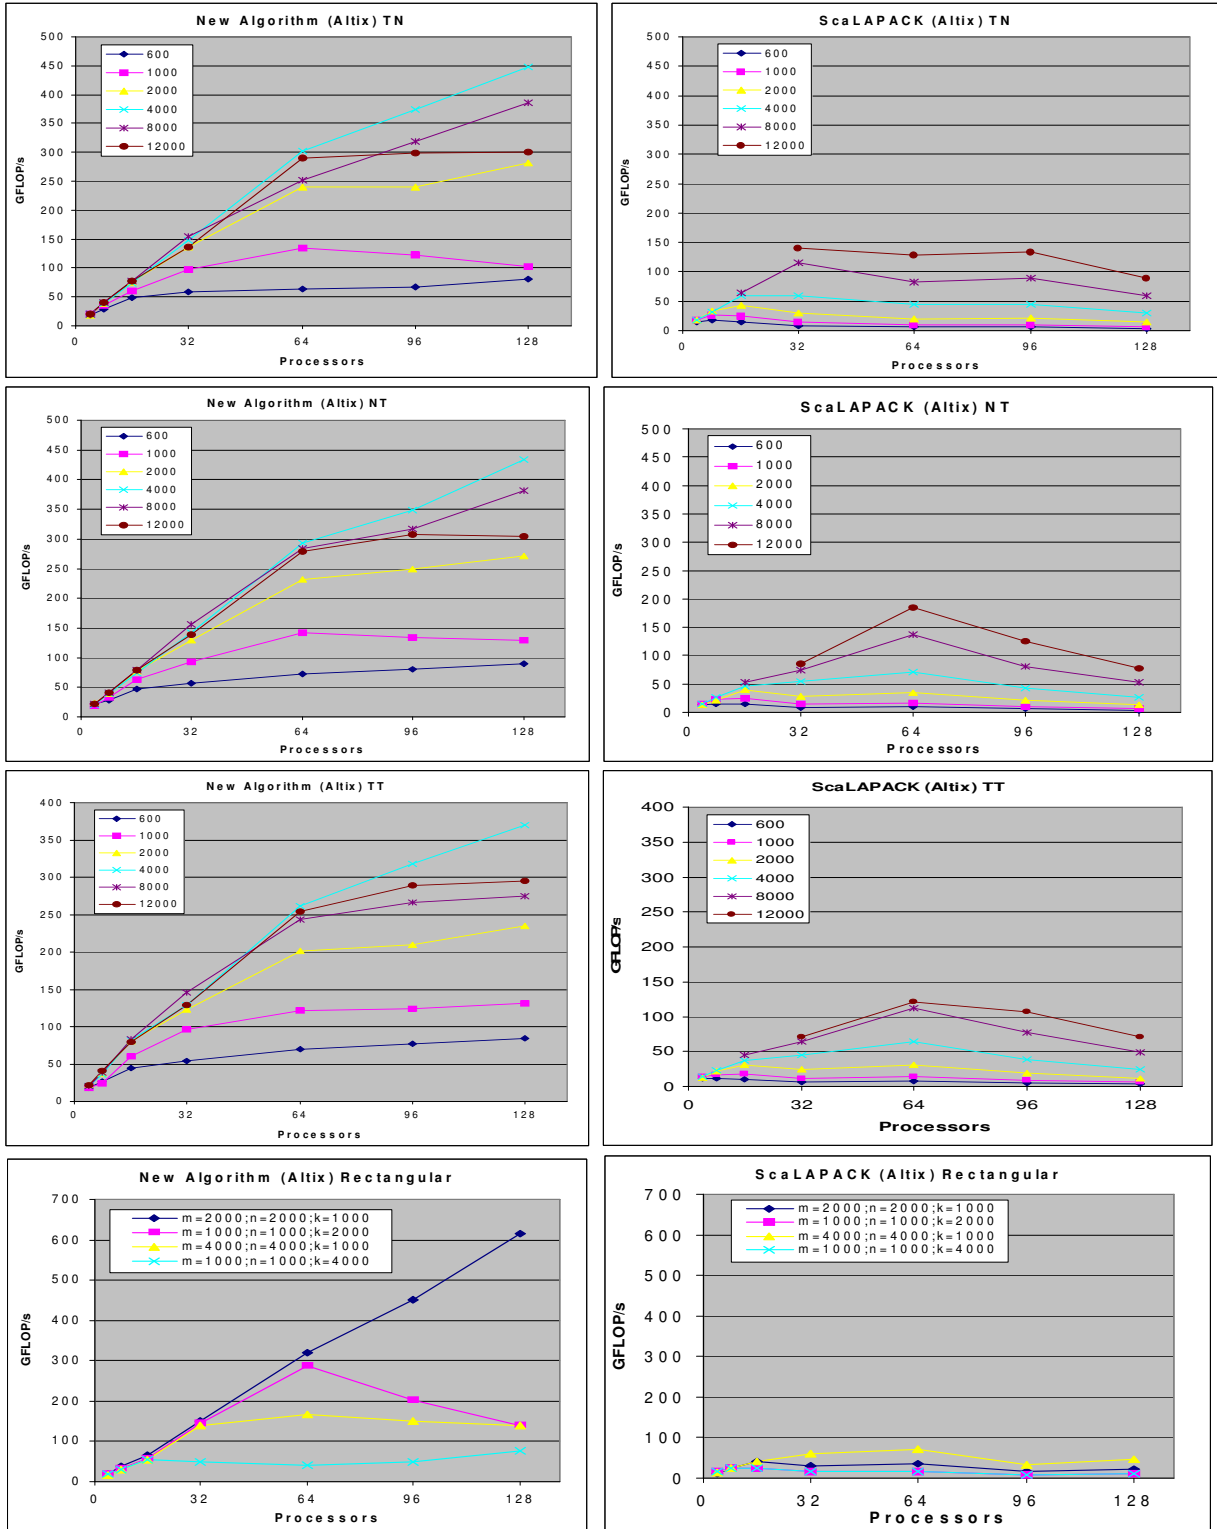 New Algorithm (Altix) TN
500
450
400
350
300
250
200
150
100
50
0
GFLOP/s
600
1000
2000
4000
8000
12000
0 32 64 96 128
Processors
ScaLAPACK (Altix) TN
500
450
400
350
300
250
200
150
100
50
0
GFLOP/s
600
1000
2000
4000
8000
12000
0 32 64 96 128
Processors
New Algorithm (Altix) NT
500
450
400
350
300
250
200
150
100
50
0
GFLOP/s
600
1000
2000
4000
8000
12000
0 32 64 96 128
Processors
ScaLAPACK (Altix) NT
500
450
400
350
300
250
200
150
100
50
0
GFLOP/s
600
1000
2000
4000
8000
12000
0 32 64 96 128
Processors
New Algorithm (Altix) TT
400
350
300
250
200
150
100
50
0
GFLOP/s
600
1000
2000
4000
8000
12000
0 32 64 96 128
Processors
ScaLAPACK (Altix) TT
400
350
300
250
200
150
100
50
0
GFLOP/s
600
1000
2000
4000
8000
12000
0 32 64 96 128
Processors
New Algorithm (Altix) Rectangular
700
600
500
400
300
200
100
0
GFLOP/s
m=2000;n=2000;k=1000
m=1000;n=1000;k=2000
m=4000;n=4000;k=1000
m=1000;n=1000;k=4000
0 32 64 96 128
Processors
ScaLAPACK (Altix) Rectangular
700
600
500
400
300
200
100
0
GFLOP/s
m=2000;n=2000;k=1000
m=1000;n=1000;k=2000
m=4000;n=4000;k=1000
m=1000;n=1000;k=4000
0 32 64 96 128
Processors